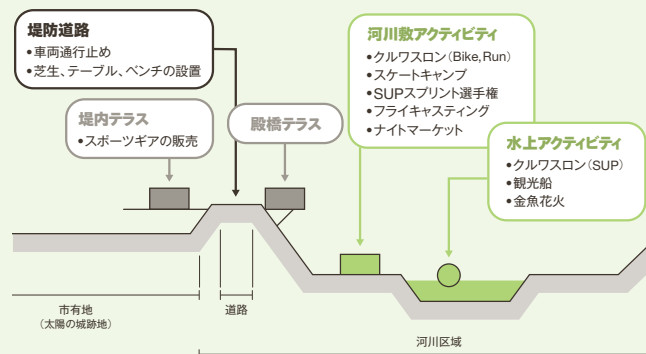 堤防道路
•車両通行止め
•芝生、テーブル、ベンチの設置
堤内テラス
•スポーツギアの販売
殿橋テラス
河川敷アクティビティ
•クルワスロン(Bike,Run)
•スケートキャンプ
•SUPスプリント選手権
•フライキャスティング
•ナイトマーケット
水上アクティビティ
•クルワスロン(SUP)
•観光船
•金魚花火
市有地
(太陽の城跡地)
道路
河川区域